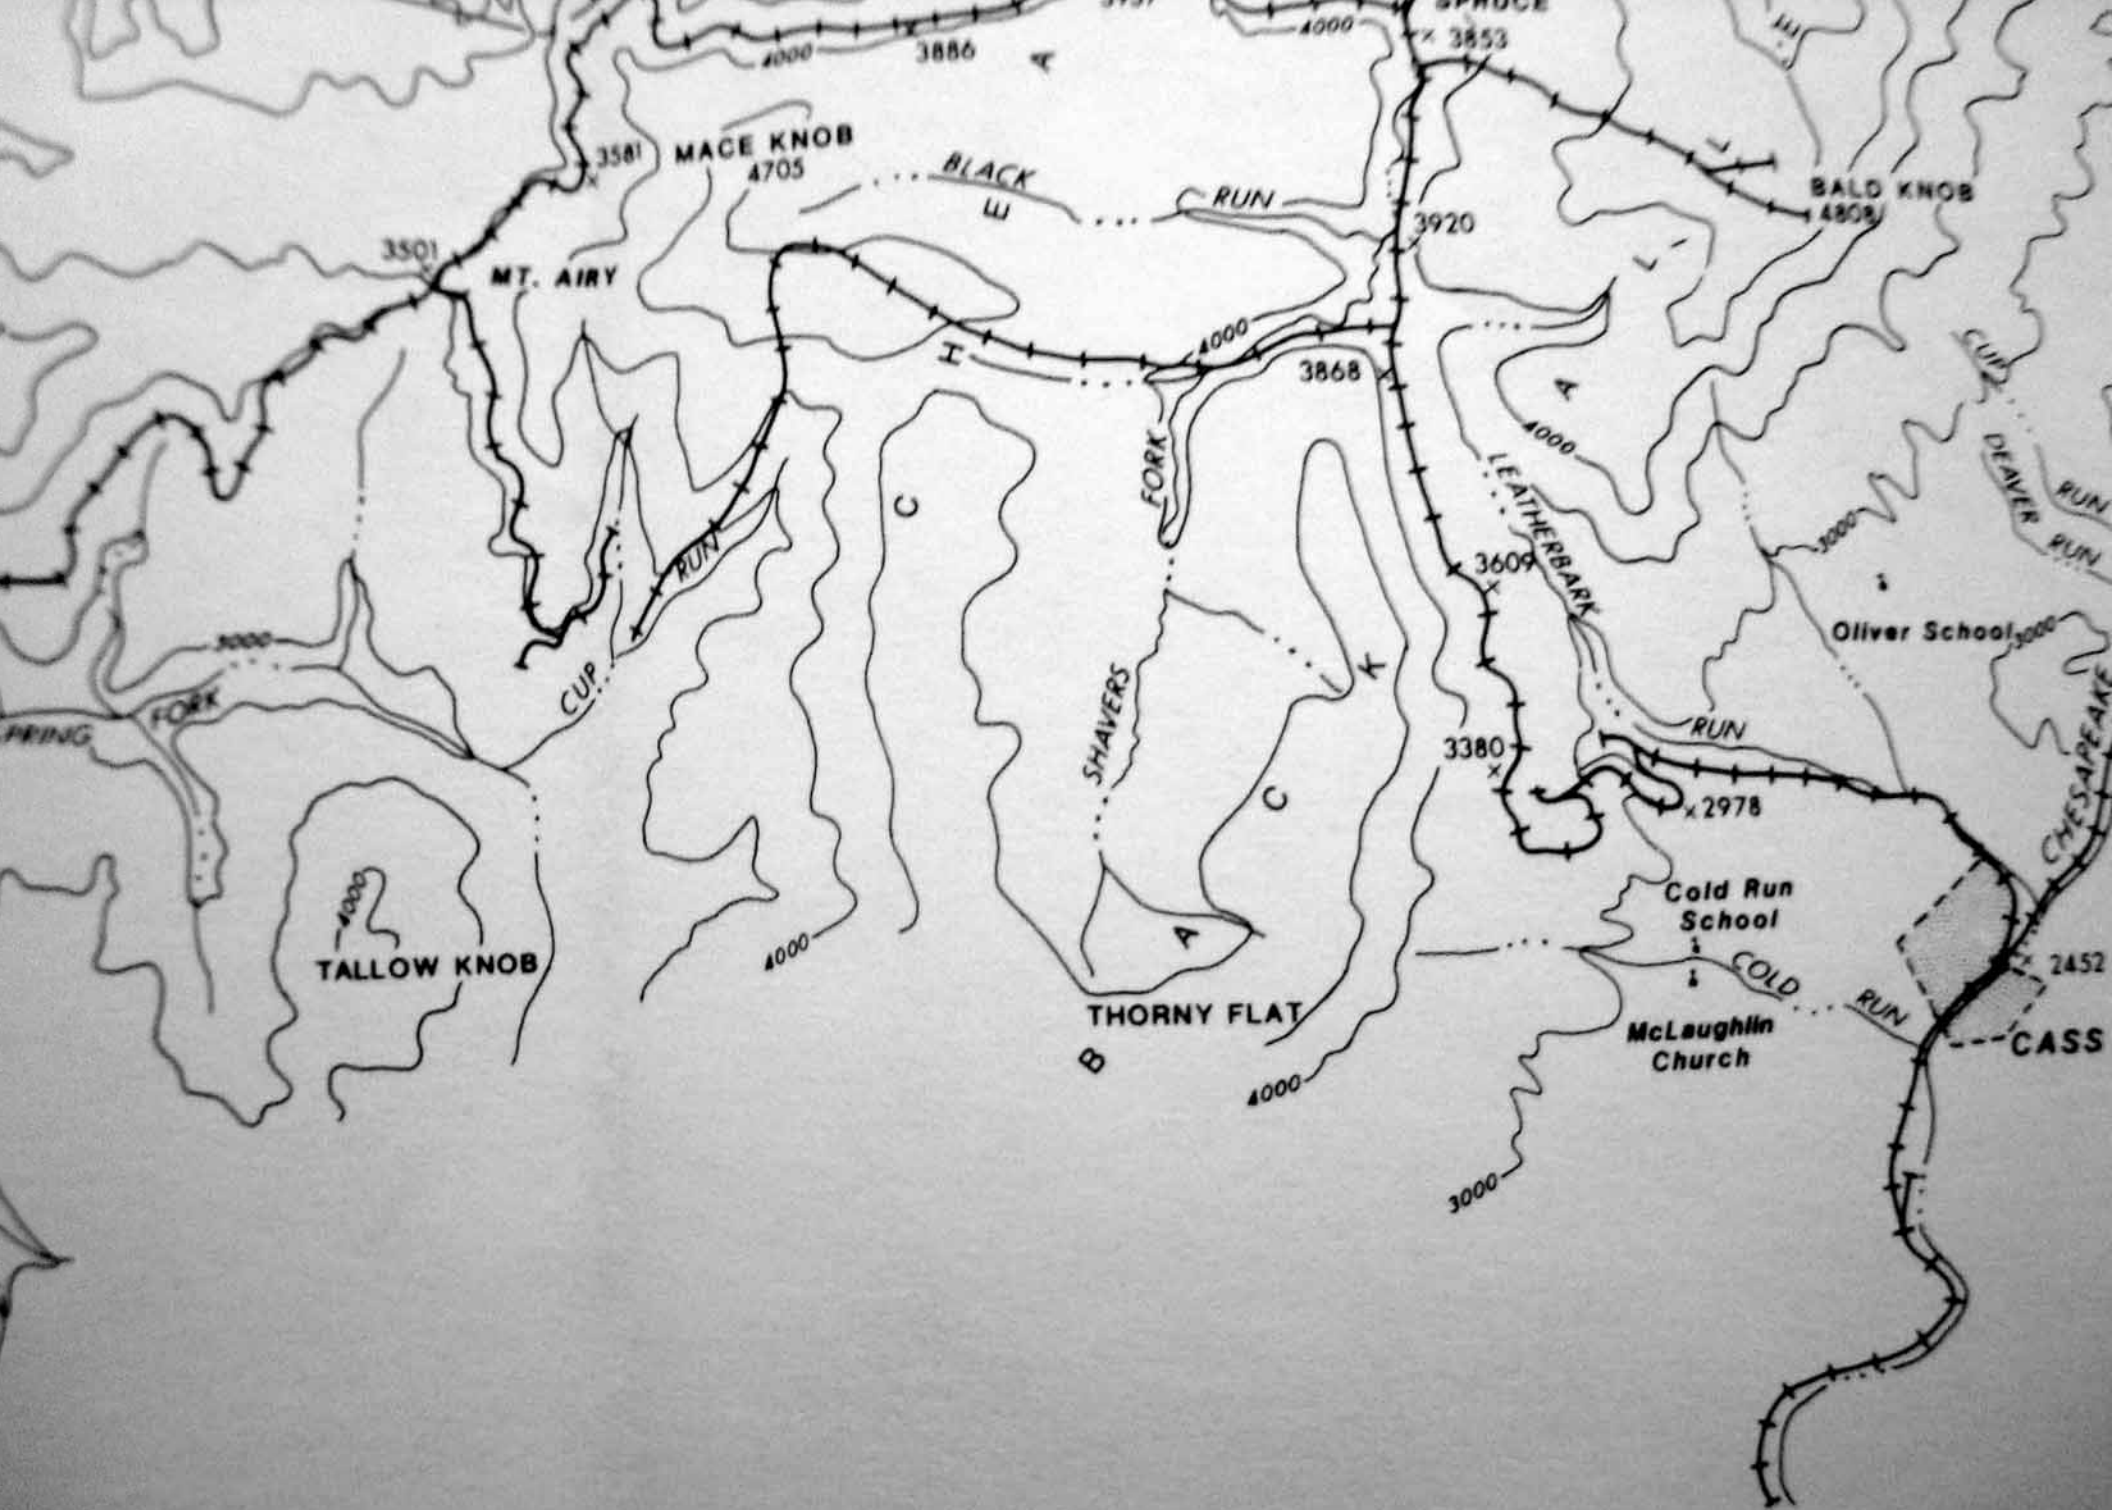 SPRUCE
4000
3853
3886
4000
A
3581
MACE KNOB
4705
BLACK
RUN
E
BALD KNOB
4808
3920
L
L
3501
MT. AIRY
H
4000
3868
A
4000
CUP
DEAVER
RUN
RUN
C
FORK
LEATHERBARK
3000
RUN
3609
Oliver School
3000
3000
FORK
SPRING
CUP
K
SHAVERS
3380
RUN
CHESAPEAKE
C
2978
4000
TALLOW KNOB
4000
A
Cold Run
School
COLD
RUN
2452
THORNY FLAT
McLaughlin
Church
CASS
B
4000
3000